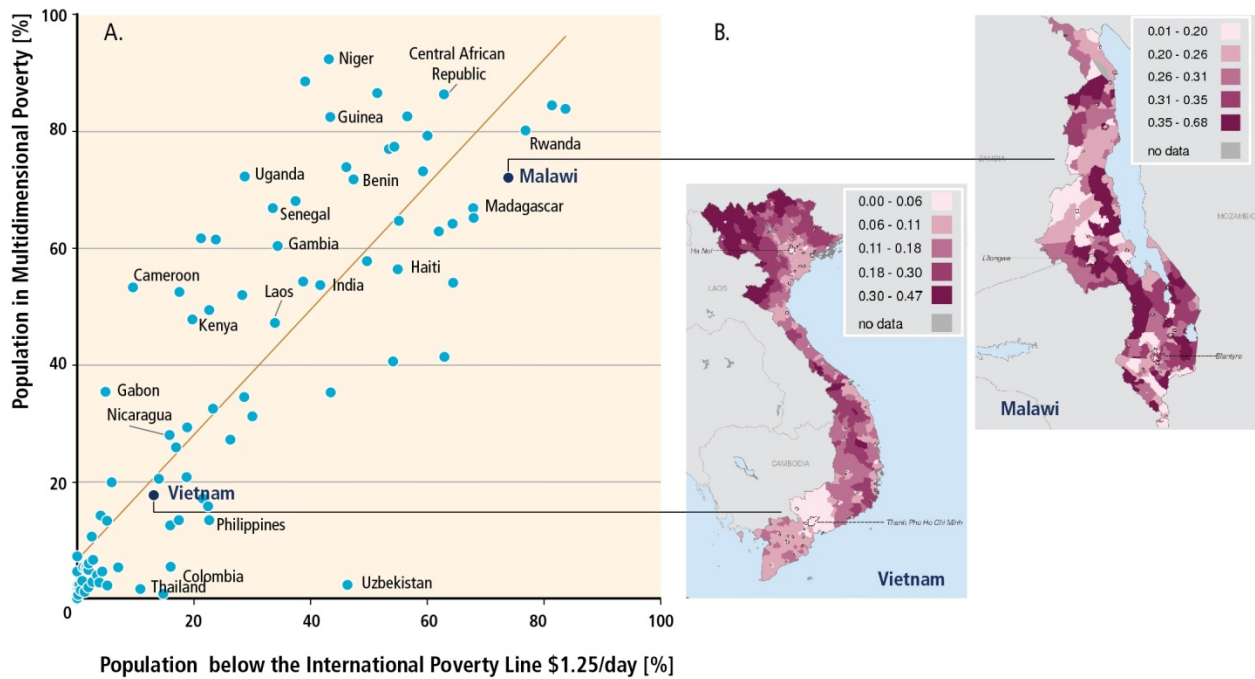 A.
Population in Multidimensional Poverty [%]
100
80
60
40
20
0
20
40
60
80
100
Population below the International Poverty Line $1.25/day [%]
Niger
Central African
Republic
Guinea
Rwanda
Uganda
Benin
Malawi
Senegal
Madagascar
Gambia
Haiti
Cameroon
Laos
India
Kenya
Gabon
Nicaragua
Vietnam
Philippines
Colombia
Thailand
Uzbekistan
B.
0.00 - 0.06
0.06 - 0.11
0.11 - 0.18
0.18 - 0.30
0.30 - 0.47
no data
Ha Noi
LAOS
CAMBODIA
Thanh Pho Ho Chi Minh
Vietnam
0.01 - 0.20
0.20 - 0.26
0.26 - 0.31
0.31 - 0.35
0.35 - 0.68
no data
ZAMBIA
MOZAMBIC
Lilongwe
Blantyre
Malawi